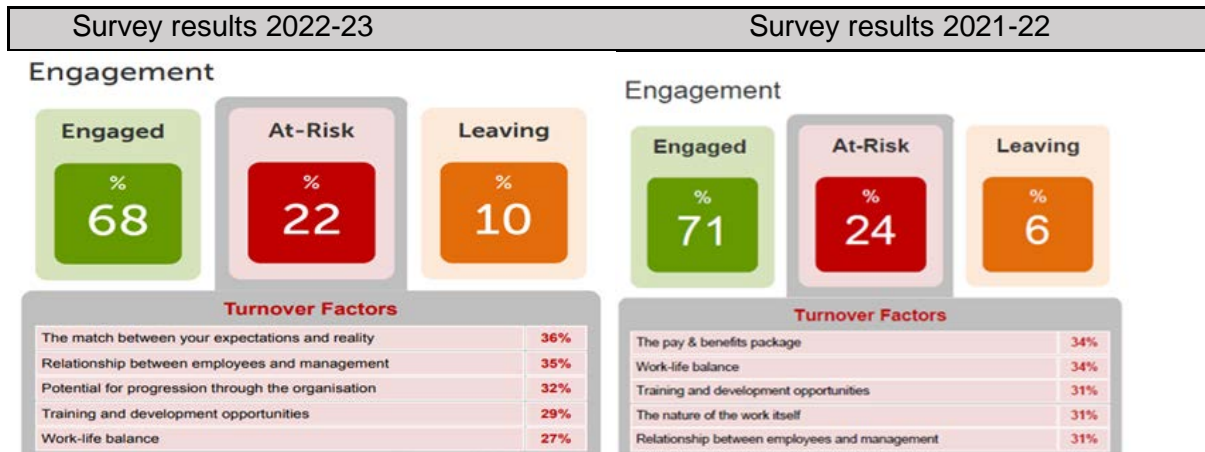 Survey results 2022-23
Survey results 2021-22
Engagement
Engaged
At-Risk
Leaving
%
68
%
22
%
10
Turnover Factors
The match between your expectations and reality 36%
Relationship between employees and management 35%
Potential for progression through the organisation 32%
Training and development opportunities 29%
Work-life balance 27%
Engagement
Engaged
At-Risk
Leaving
%
71
%
24
%
6
Turnover Factors
The pay & benefits package 34%
Work-life balance 34%
Training and development opportunities 31%
The nature of the work itself 31%
Relationship between employees and management 31%